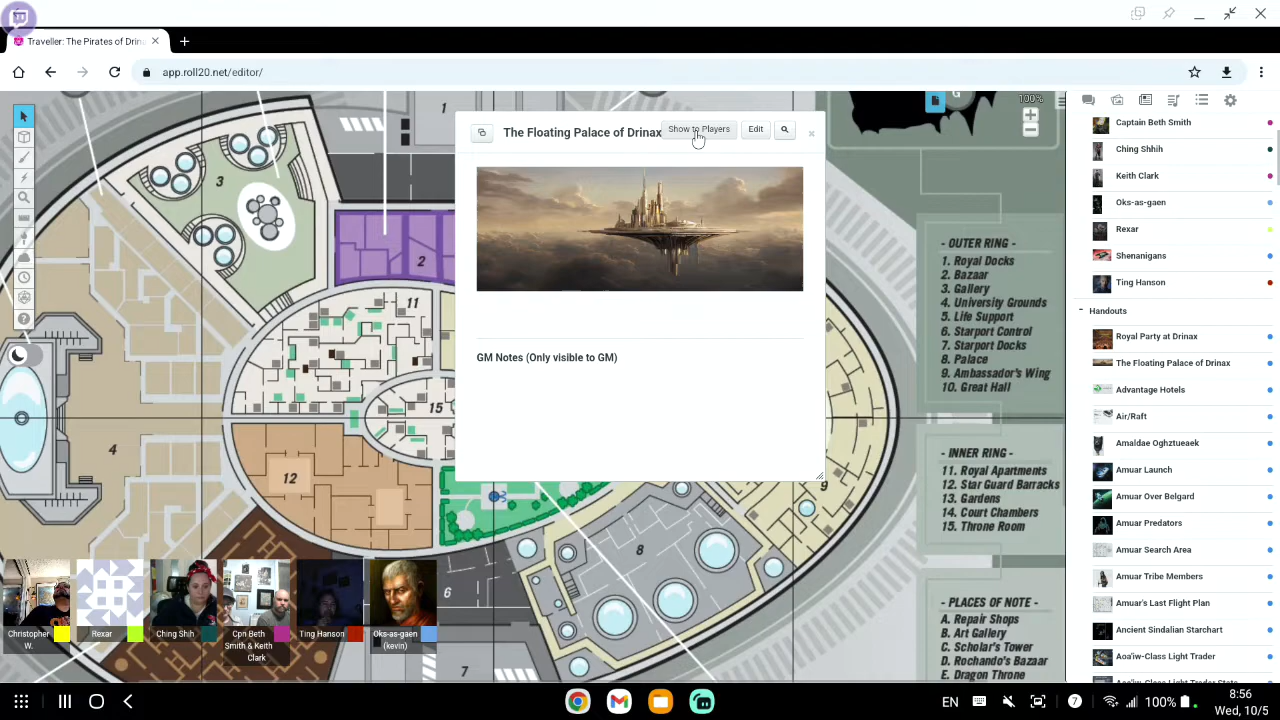 Traveller: The Pirates of Drina
app.roll20.net/editor/
1
3
2
11
15
4
12
9
8
6
7
G
100%
The Floating Palace of Drinax
Show to Players
Edit
GM Notes (Only visible to GM)
- OUTER RING -
1. Royal Docks
2. Bazaar
3. Gallery
4. University Grounds
5. Life Support
6. Starport Control
7. Starport Docks
8. Palace
9. Ambassador's Wing
10. Great Hall
- INNER RING -
11. Royal Apartments
12. Star Guard Barracks
13. Gardens
14. Court Chambers
15. Throne Room
- PLACES OF NOTE -
A. Repair Shops
B. Art Gallery
C. Scholar's Tower
D. Rochando's Bazaar
E. Dragon Throne
Captain Beth Smith
Ching Shhih
Keith Clark
Oks-as-gaen
Rexar
Shenanigans
Ting Hanson
Handouts
Royal Party at Drinax
The Floating Palace of Drinax
Advantage Hotels
Air/Raft
Amaldae Oghztueaek
Amuar Launch
Amuar Over Belgard
Amuar Predators
Amuar Search Area
Amuar Tribe Members
Amuar's Last Flight Plan
Ancient Sindalian Starchart
Aoa'iw-Class Light Trader
Christopher
W.
Rexar
Ching Shih
Cpn Beth
Smith & Keith
Clark
Ting Hanson
Oks-as-gaen
(kevin)
EN
7
100%
8:56
Wed, 10/5